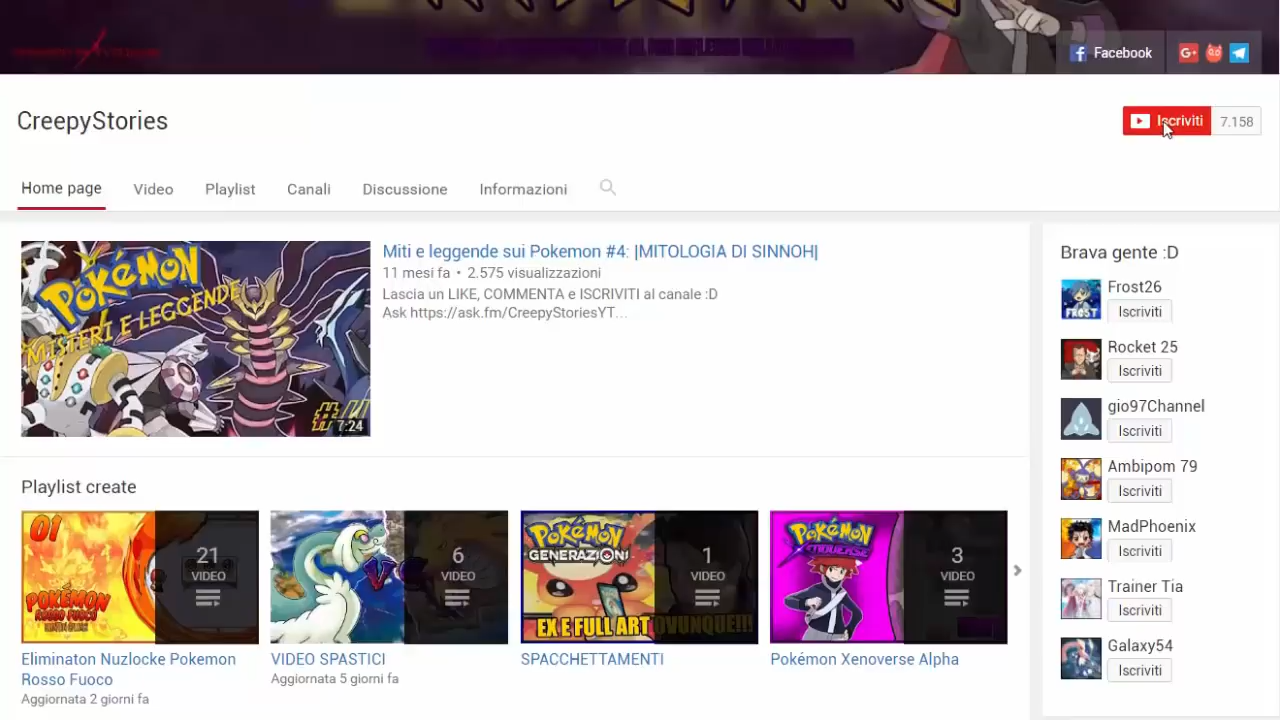 Facebook
G+
CreepyStories
Iscriviti
7.158
Home page
Video
Playlist
Canali
Discussione
Informazioni
POKÉMON
MISTERI E LEGGENDE
#4
7:24
Miti e leggende sui Pokemon #4: |MITOLOGIA DI SINNOH|
11 mesi fa • 2.575 visualizzazioni
Lascia un LIKE, COMMENTA e ISCRIVITI al canale :D
Ask https://ask.fm/CreepyStoriesYT...
Brava gente :D
Frost26
Iscriviti
FROST
Rocket 25
Iscriviti
gio97Channel
Iscriviti
Ambipom 79
Iscriviti
MadPhoenix
Iscriviti
Trainer Tia
Iscriviti
Galaxy54
Iscriviti
Playlist create
01
POKÉMON
ROSSO FUOCO
21
VIDEO
Eliminaton Nuzlocke Pokemon
Rosso Fuoco
Aggiornata 2 giorni fa
6
VIDEO
VIDEO SPASTICI
Aggiornata 5 giorni fa
POKÉMON
GENERAZIONI
EX E FULL ART OVUNQUE!!!
1
VIDEO
SPACCHETTAMENTI
POKÉMON
XENOVERSE
3
VIDEO
Pokémon Xenoverse Alpha